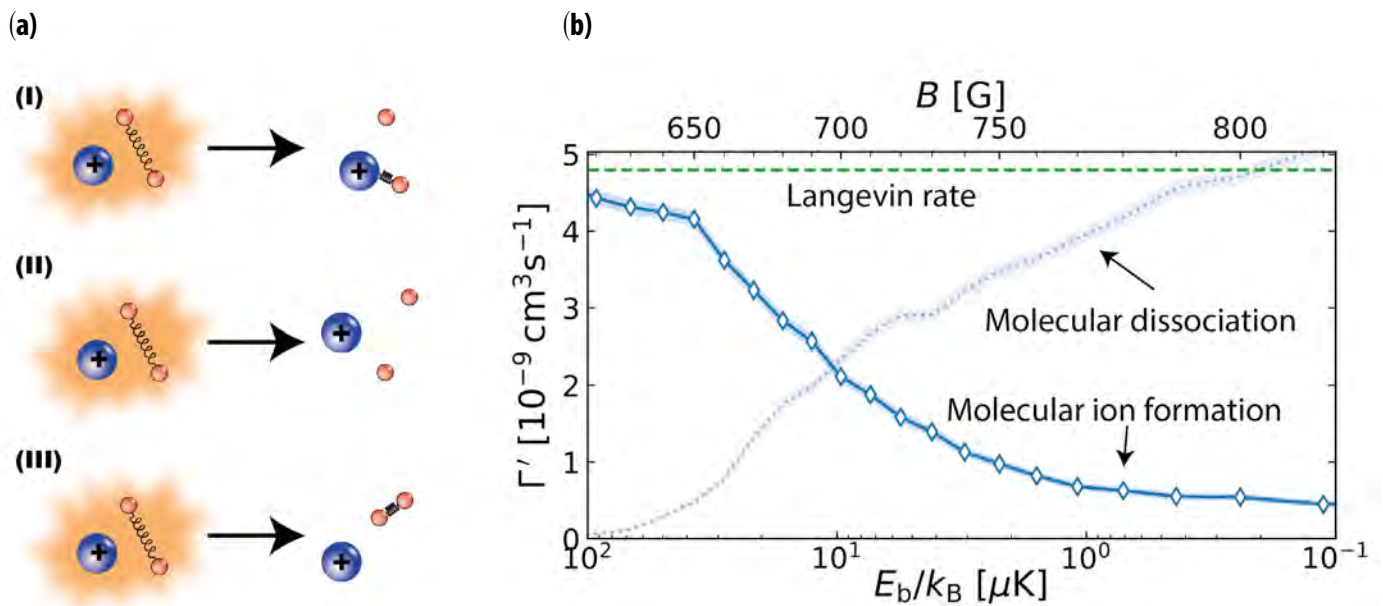 (a)
(b)
(I)
(II)
(III)
B [G]
650
700
750
800
5
4
3
2
1
0
Γ′ [10⁻⁹ cm³s⁻¹]
Langevin rate
Molecular dissociation
Molecular ion formation
10²
10¹
10⁰
10⁻¹
E_b/k_B [μK]
+
+
+
+
+
+